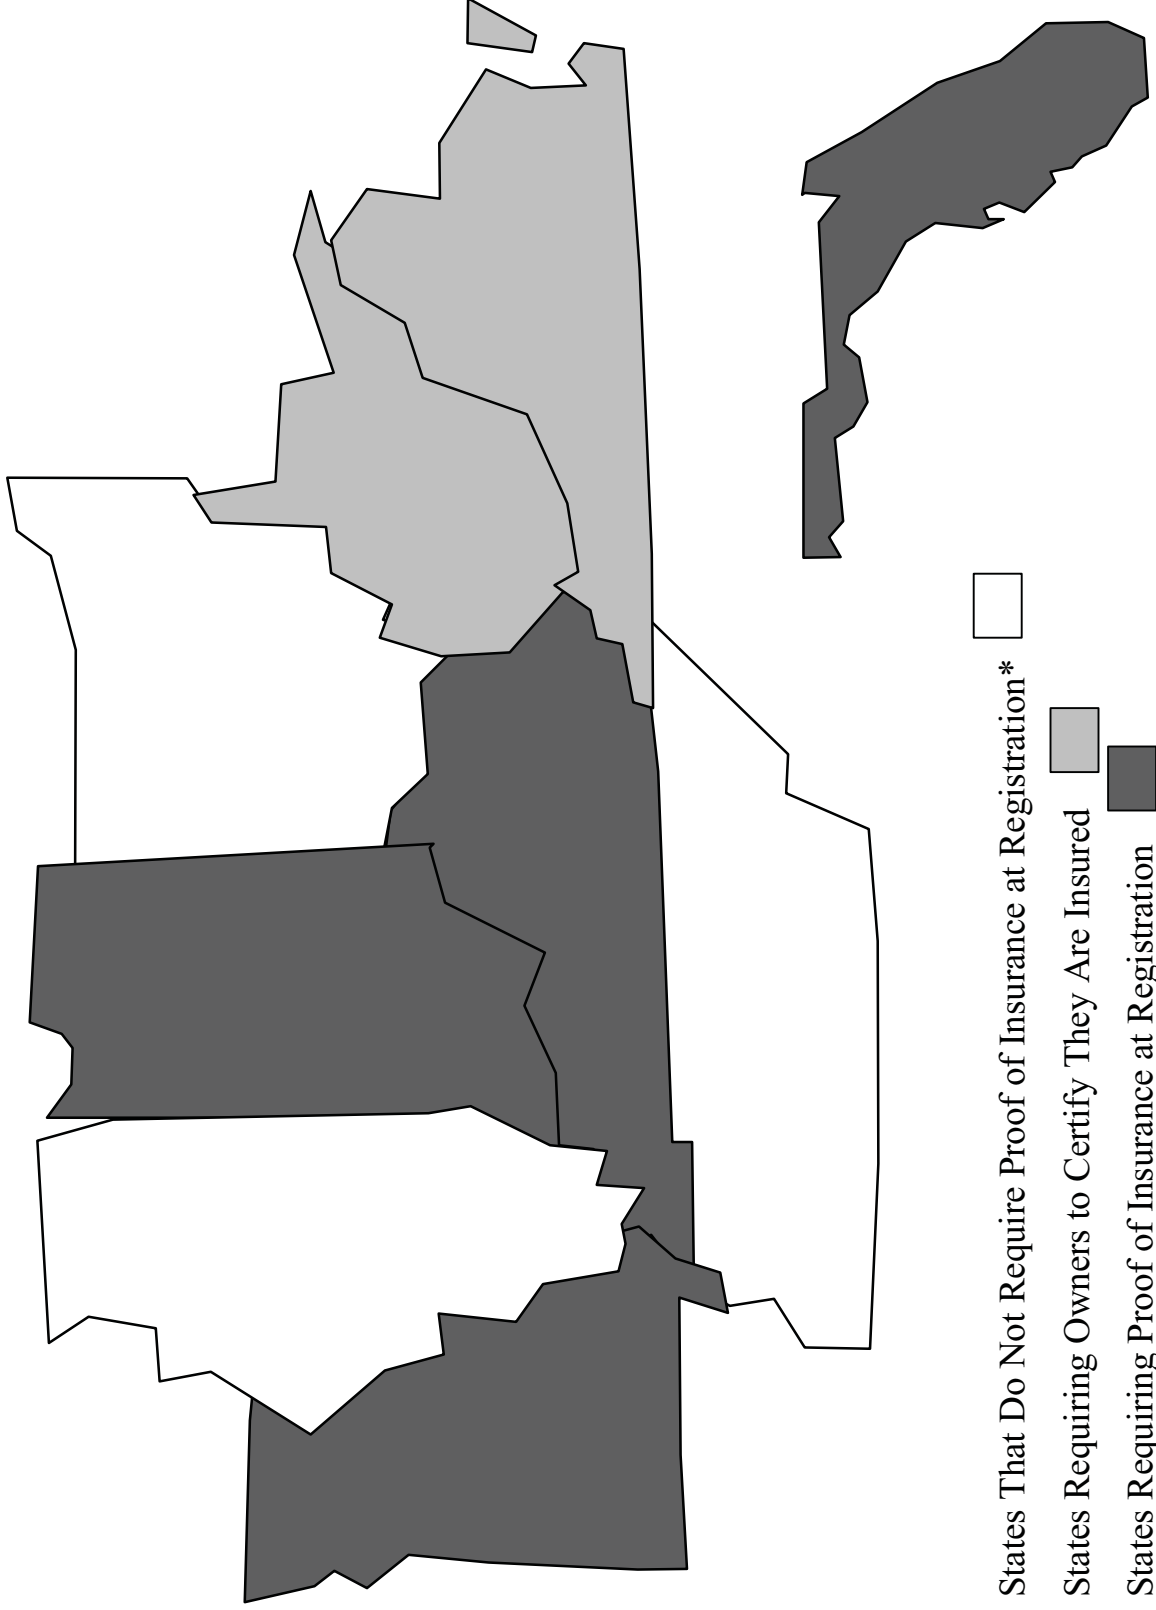 States That Do Not Require Proof of Insurance at Registration*
States Requiring Owners to Certify They Are Insured
States Requiring Proof of Insurance at Registration